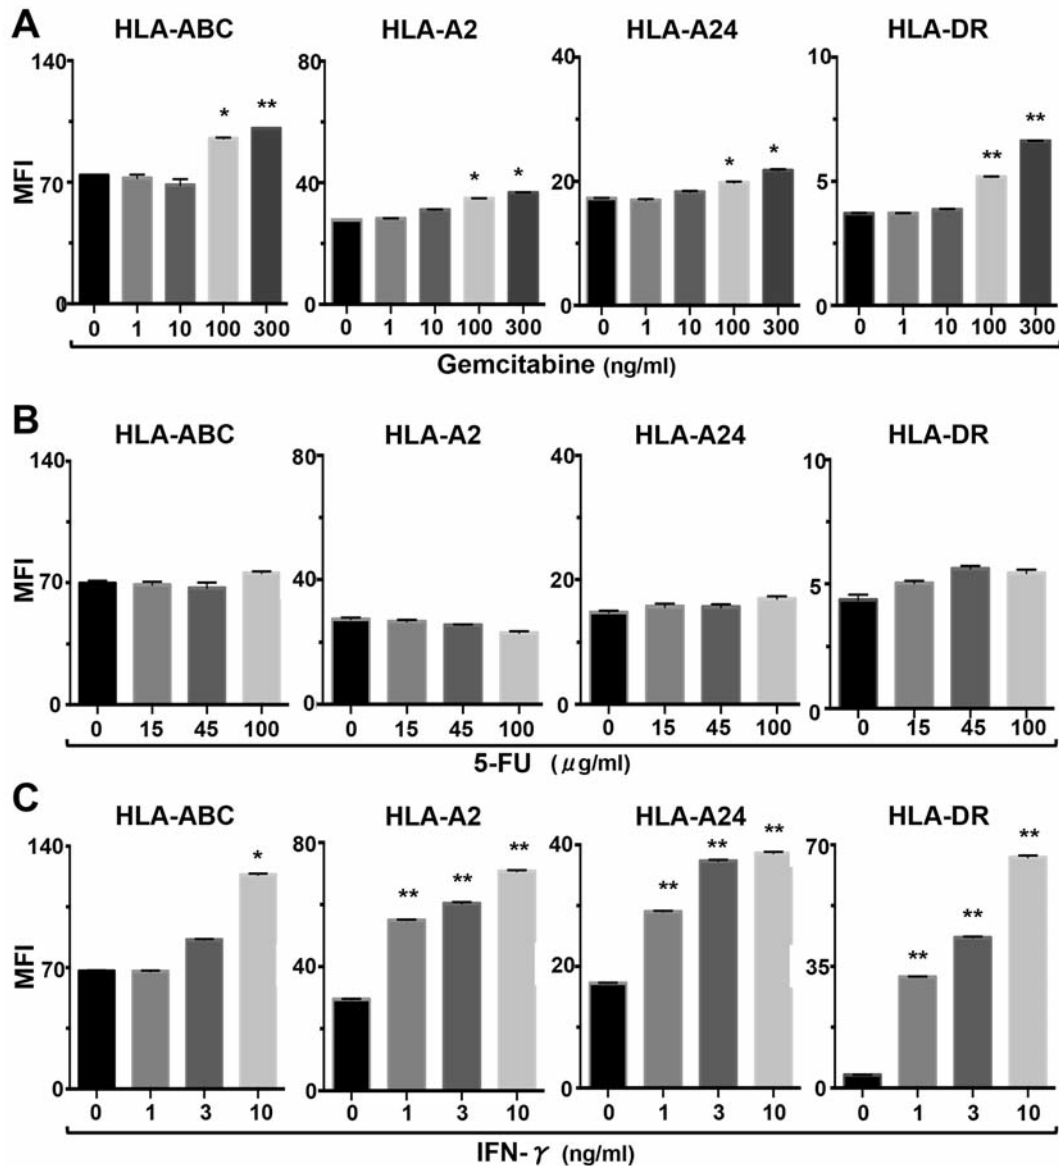 A
HLA-ABC HLA-A2 HLA-A24 HLA-DR
MFI
140 70 0
80 40 0
40 20 0
10 5 0
* **
* *
* *
** **
0 1 10 100 300 0 1 10 100 300 0 1 10 100 300 0 1 10 100 300
Gemcitabine (ng/ml)
B
HLA-ABC HLA-A2 HLA-A24 HLA-DR
MFI
140 70 0
80 40 0
40 20 0
10 5 0
0 15 45 100 0 15 45 100 0 15 45 100 0 15 45 100
5-FU (μg/ml)
C
HLA-ABC HLA-A2 HLA-A24 HLA-DR
MFI
140 70 0
80 40 0
40 20 0
70 35 0
*
** ** **
** ** **
** ** **
0 1 3 10 0 1 3 10 0 1 3 10 0 1 3 10
IFN-γ (ng/ml)